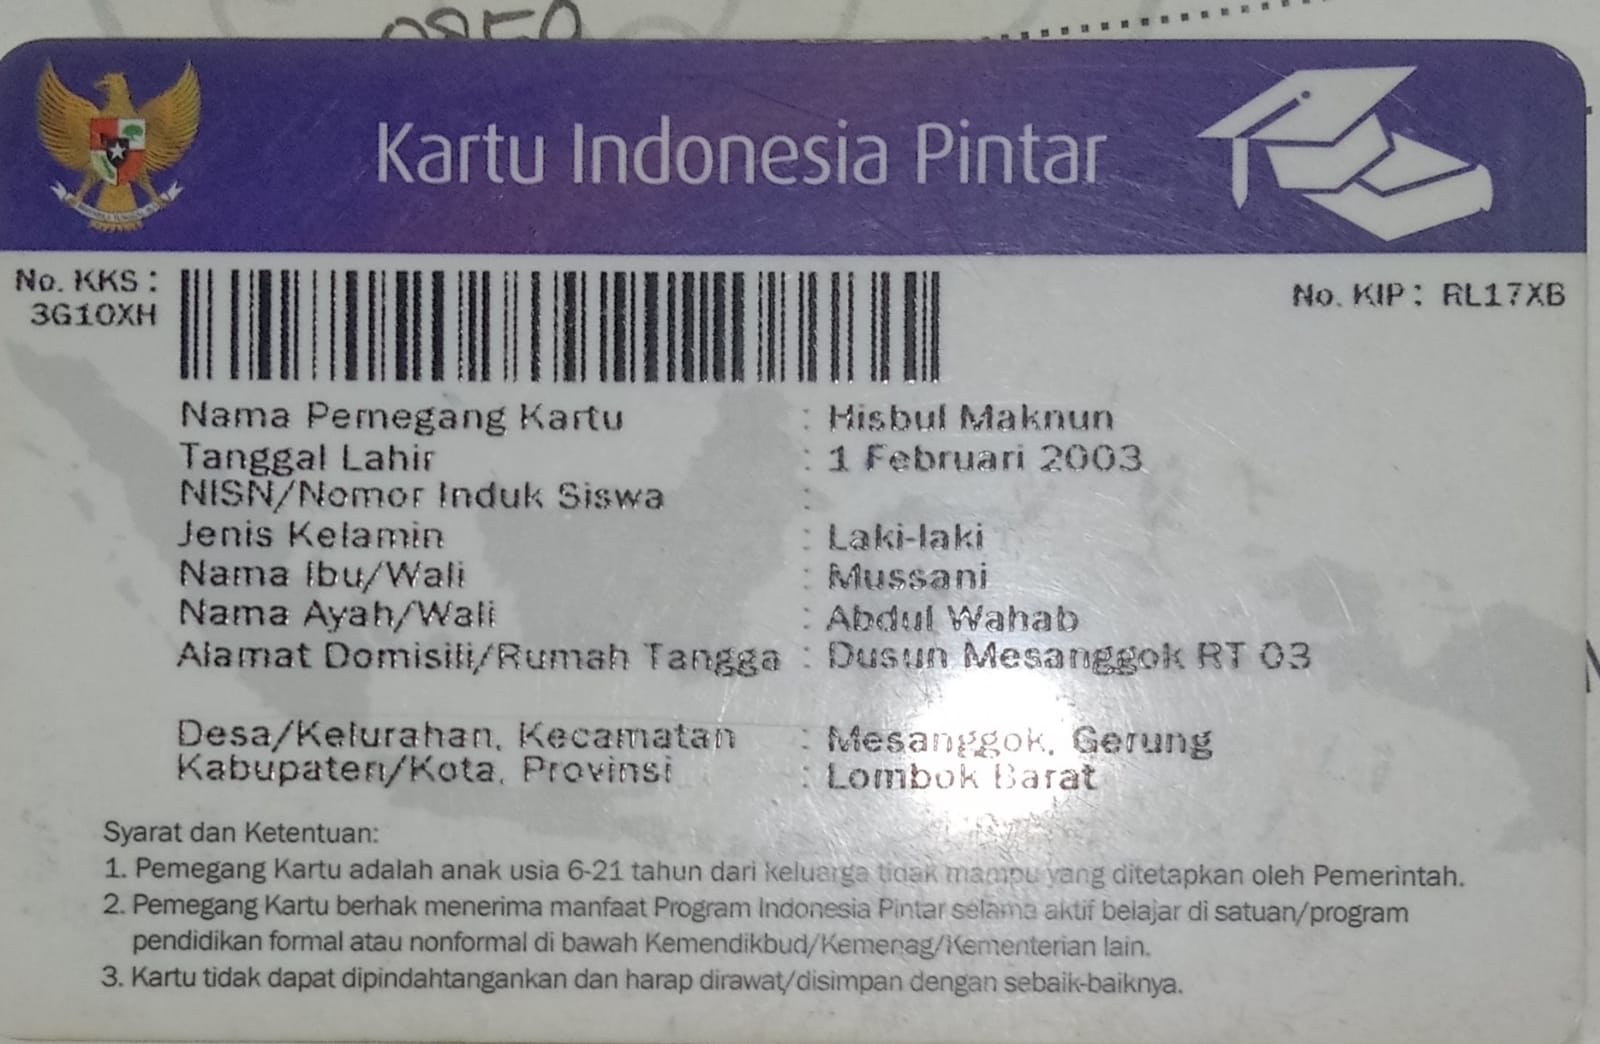 Kartu Indonesia Pintar
No. KKS :
3G10XH
No. KIP : RL17XB
Nama Pemegang Kartu : Hisbul Maknun
Tanggal Lahir : 1 Februari 2003
NISN/Nomor Induk Siswa :
Jenis Kelamin : Laki-laki
Nama Ibu/Wali : Mussani
Nama Ayah/Wali : Abdul Wahab
Alamat Domisili/Rumah Tangga : Dusun Mesanggok RT 03
Desa/Kelurahan, Kecamatan : Mesanggok, Gerung
Kabupaten/Kota, Provinsi : Lombok Barat
Syarat dan Ketentuan:
1. Pemegang Kartu adalah anak usia 6-21 tahun dari keluarga tidak mampu yang ditetapkan oleh Pemerintah.
2. Pemegang Kartu berhak menerima manfaat Program Indonesia Pintar selama aktif belajar di satuan/program
pendidikan formal atau nonformal di bawah Kemendikbud/Kemenag/Kementerian lain.
3. Kartu tidak dapat dipindahtangankan dan harap dirawat/disimpan dengan sebaik-baiknya.